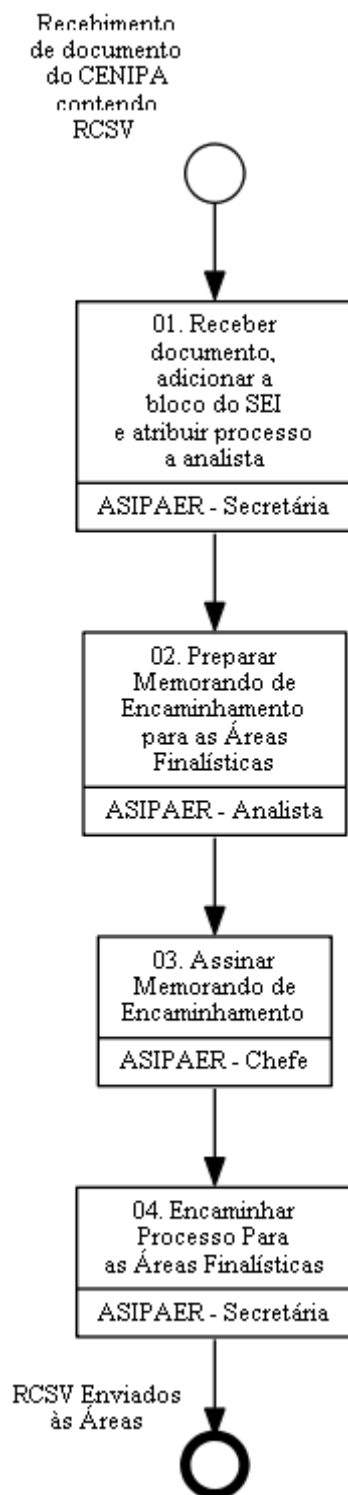 Recebimento
de documento
do CENIPA
contendo
RCSV
01. Receber
documento,
adicionar a
bloco do SEI
e atribuir processo
a analista
ASIPAER - Secretária
02. Preparar
Memorando de
Encaminhamento
para as Áreas
Finalísticas
ASIPAER - Analista
03. Assinar
Memorando de
Encaminhamento
ASIPAER - Chefe
04. Encaminhar
Processo Para
as Áreas Finalísticas
ASIPAER - Secretária
RCSV Enviados
às Áreas